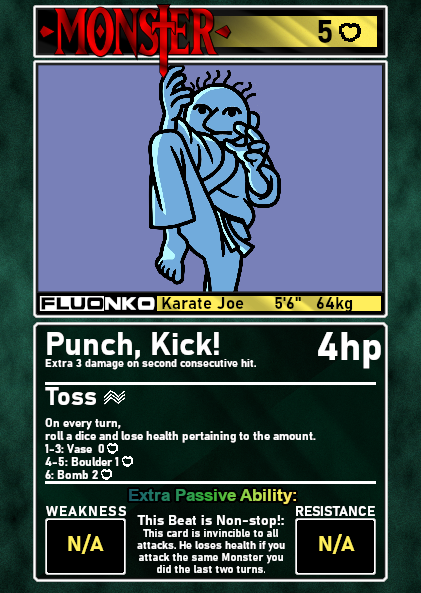 MONSTER
5
FLUONKO Karate Joe 5'6" 64kg
Punch, Kick! 4hp
Extra 3 damage on second consecutive hit.
Toss
On every turn,
roll a dice and lose health pertaining to the amount.
1-3: Vase 0
4-5: Boulder 1
6: Bomb 2
Extra Passive Ability:
WEAKNESS
N/A
This Beat is Non-stop!:
This card is invincible to all
attacks. He loses health if you
attack the same Monster you
did the last two turns.
RESISTANCE
N/A